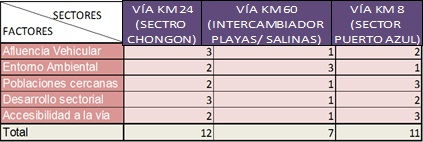 SECTORES
FACTORES
VÍA KM 24
(SECTRO
CHONGON)
VÍA KM 60
(INTERCAMBIADOR
PLAYAS/ SALINAS)
VÍA KM 8
(SECTOR
PUERTO AZUL)
Afluencia Vehicular 3 1 2
Entorno Ambiental 2 3 1
Poblaciones cercanas 2 1 3
Desarrollo sectorial 3 1 2
Accesibilidad a la vía 2 1 3
Total 12 7 11